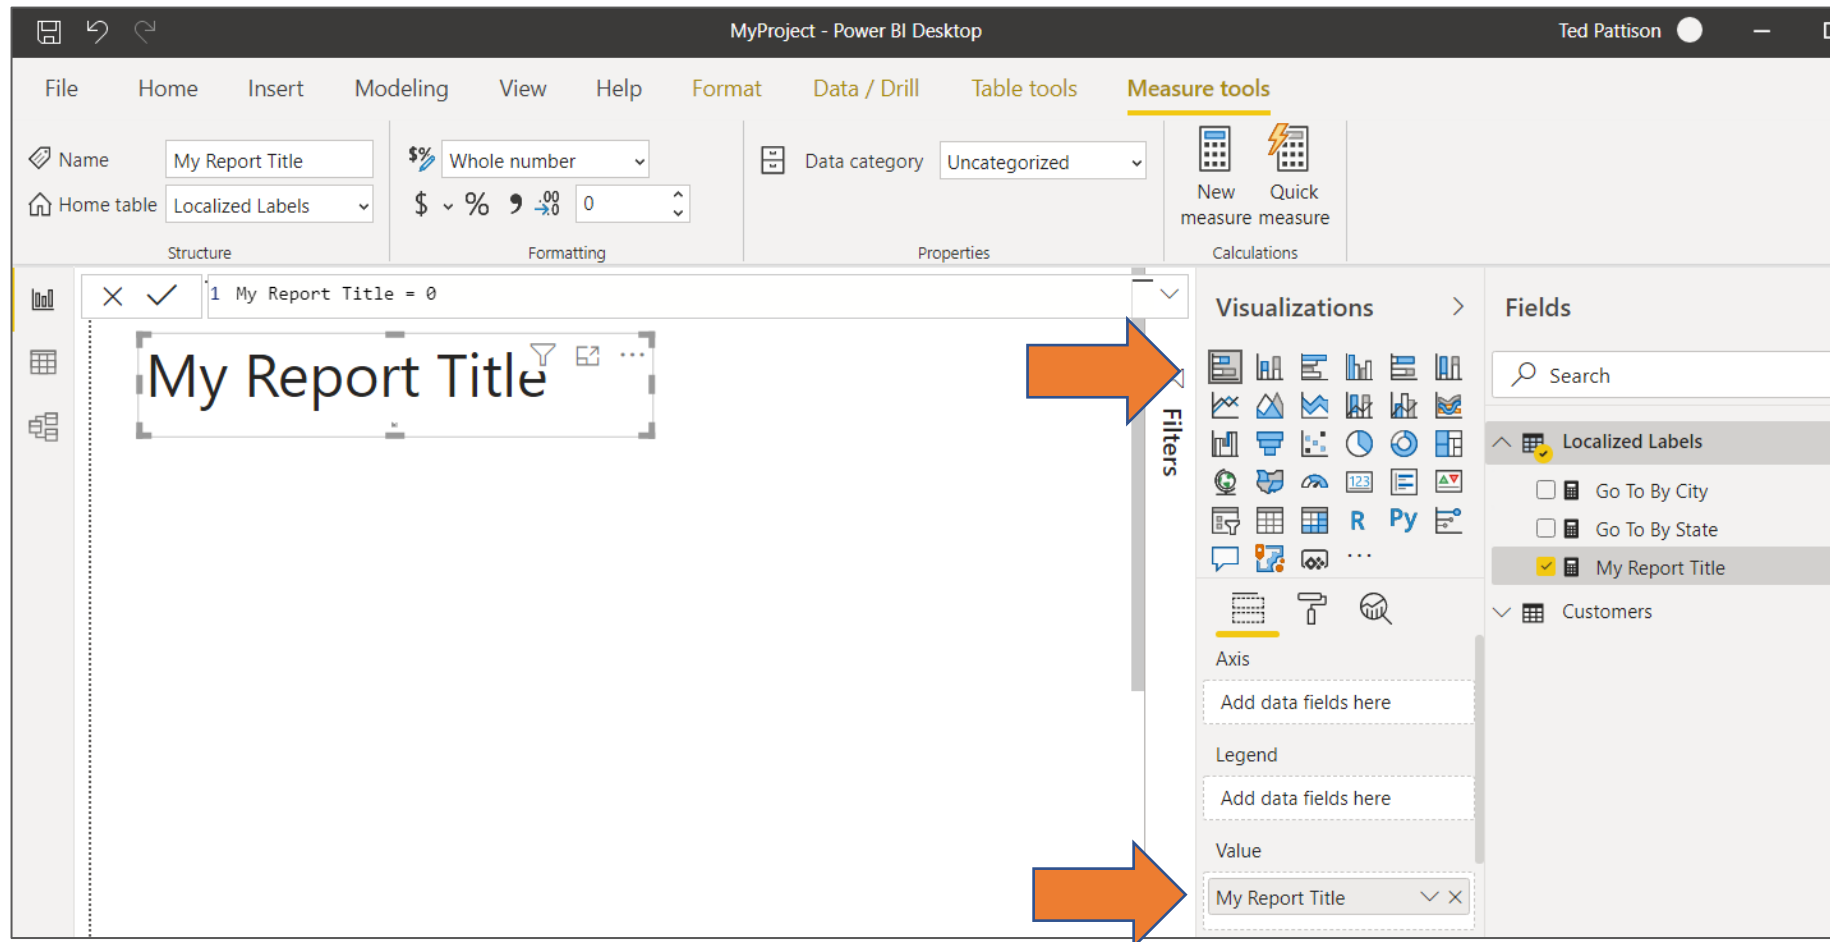 MyProject - Power BI Desktop
Ted Pattison
File Home Insert Modeling View Help Format Data / Drill Table tools Measure tools
Name My Report Title
$% Whole number
Data category Uncategorized
Home table Localized Labels
$ % , .00 →.0 0
New measure
Quick measure
Structure Formatting Properties Calculations
1 My Report Title = 0
My Report Title
Filters
Visualizations
123
R Py
Axis
Add data fields here
Legend
Add data fields here
Value
My Report Title
Fields
Search
Localized Labels
Go To By City
Go To By State
My Report Title
Customers